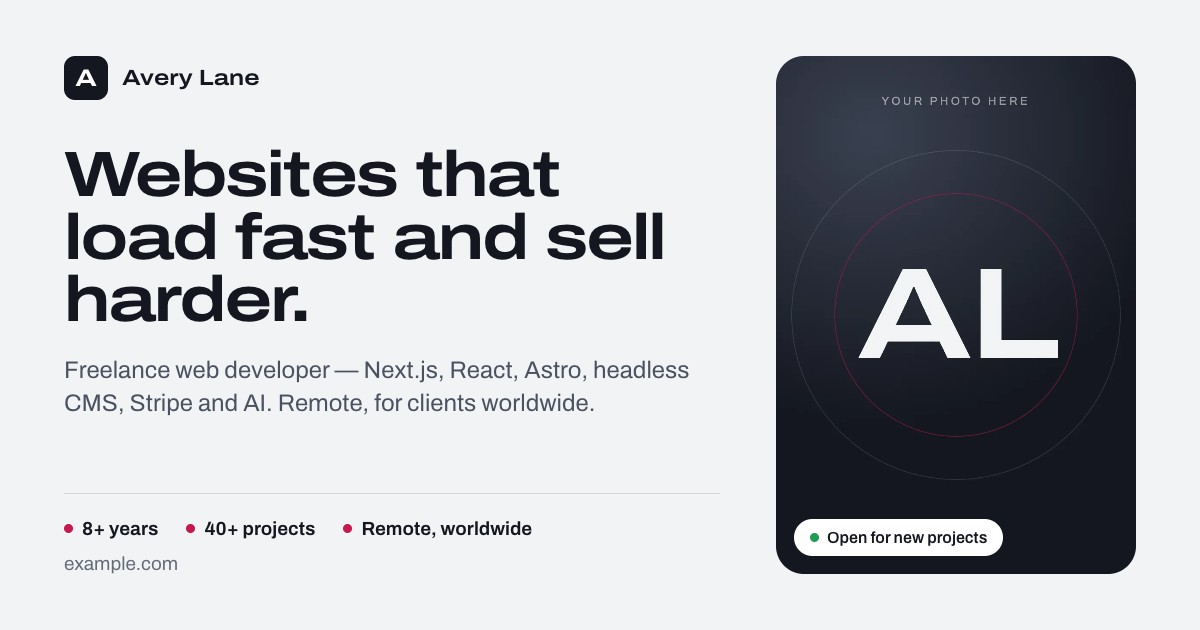 A Avery Lane
Websites that
load fast and sell
harder.
Freelance web developer — Next.js, React, Astro, headless
CMS, Stripe and AI. Remote, for clients worldwide.
8+ years 40+ projects Remote, worldwide
example.com
YOUR PHOTO HERE
AL
Open for new projects